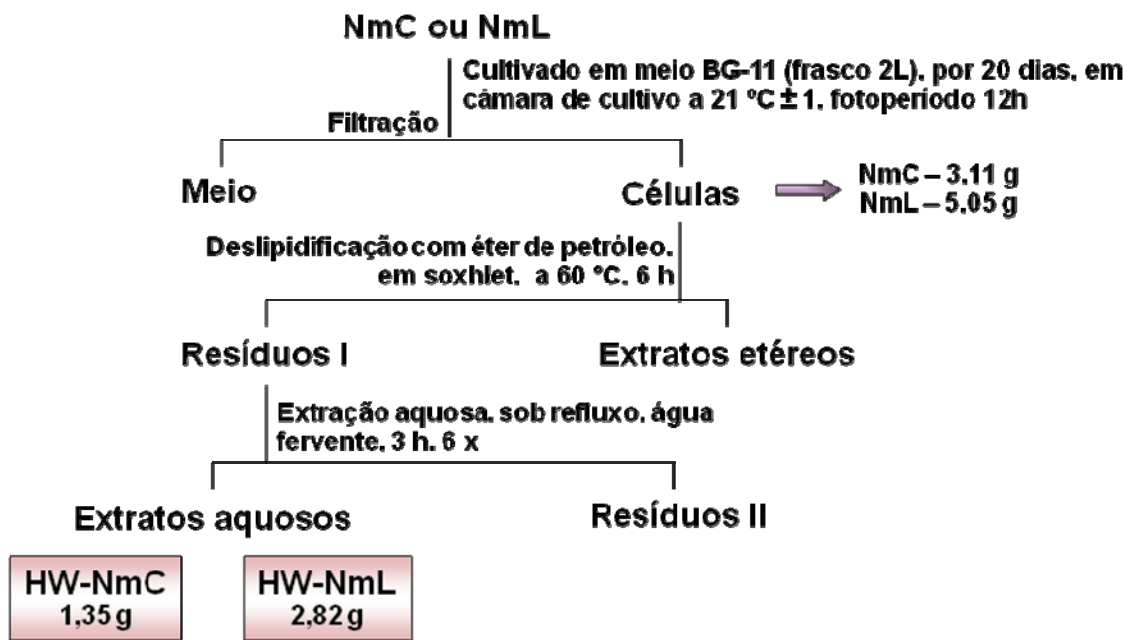 NmC ou NmL
Cultivado em meio BG-11 (frasco 2L), por 20 dias, em
câmara de cultivo a 21 ºC ± 1, fotoperíodo 12h
Filtração
Meio
Células
NmC – 3,11 g
NmL – 5,05 g
Deslipidificação com éter de petróleo,
em soxhlet, a 60 ºC, 6 h
Resíduos I
Extratos etéreos
Extração aquosa, sob refluxo, água
fervente, 3 h, 6 x
Extratos aquosos
Resíduos II
HW-NmC
1,35 g
HW-NmL
2,82 g